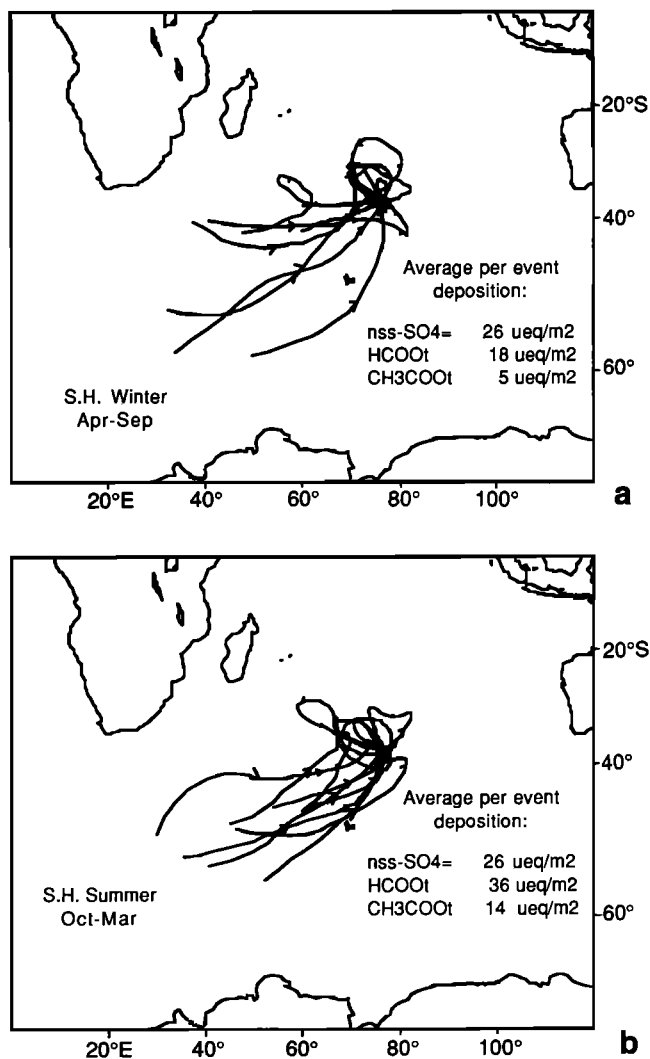 20°S
40°
Average per event
deposition:
nss-SO4= 26 ueq/m2
HCOOt 18 ueq/m2
CH3COOt 5 ueq/m2
60°
S.H. Winter
Apr-Sep
20°E 40° 60° 80° 100°
a
20°S
40°
Average per event
deposition:
nss-SO4= 26 ueq/m2
HCOOt 36 ueq/m2
CH3COOt 14 ueq/m2
60°
S.H. Summer
Oct-Mar
20°E 40° 60° 80° 100°
b